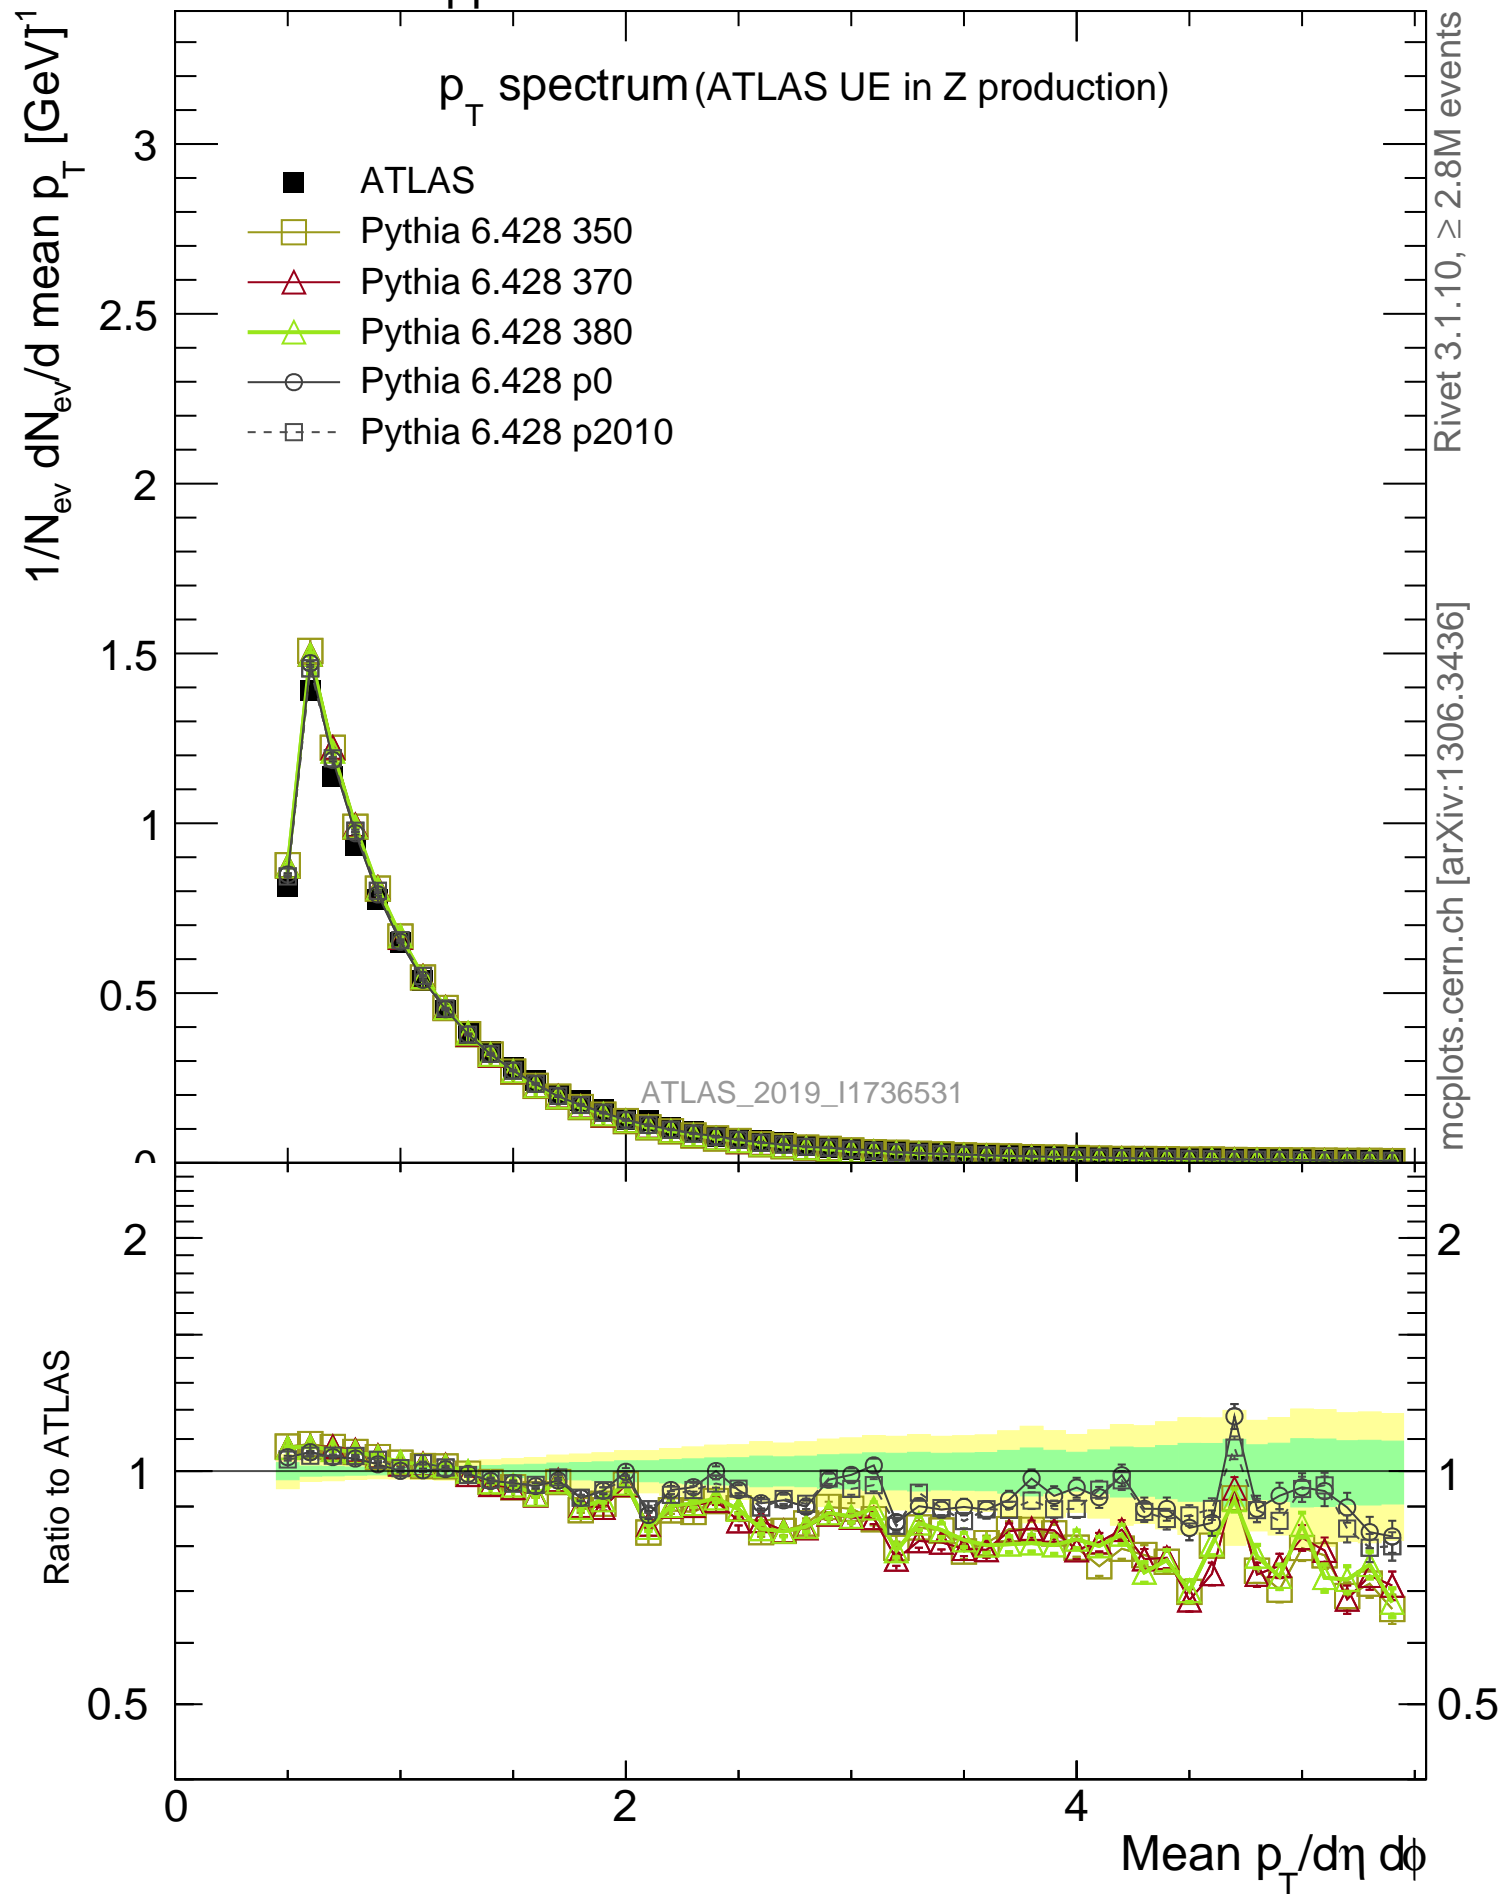 p_T spectrum (ATLAS UE in Z production)
ATLAS
Pythia 6.428 350
Pythia 6.428 370
Pythia 6.428 380
Pythia 6.428 p0
Pythia 6.428 p2010
1/N_ev dN_ev/d mean p_T [GeV]^-1
3
2.5
2
1.5
1
0.5
0
ATLAS_2019_I1736531
Rivet 3.1.10, ≥ 2.8M events
mcplots.cern.ch [arXiv:1306.3436]
Ratio to ATLAS
2
1
0.5
2
1
0.5
0
2
4
Mean p_T/dη dφ